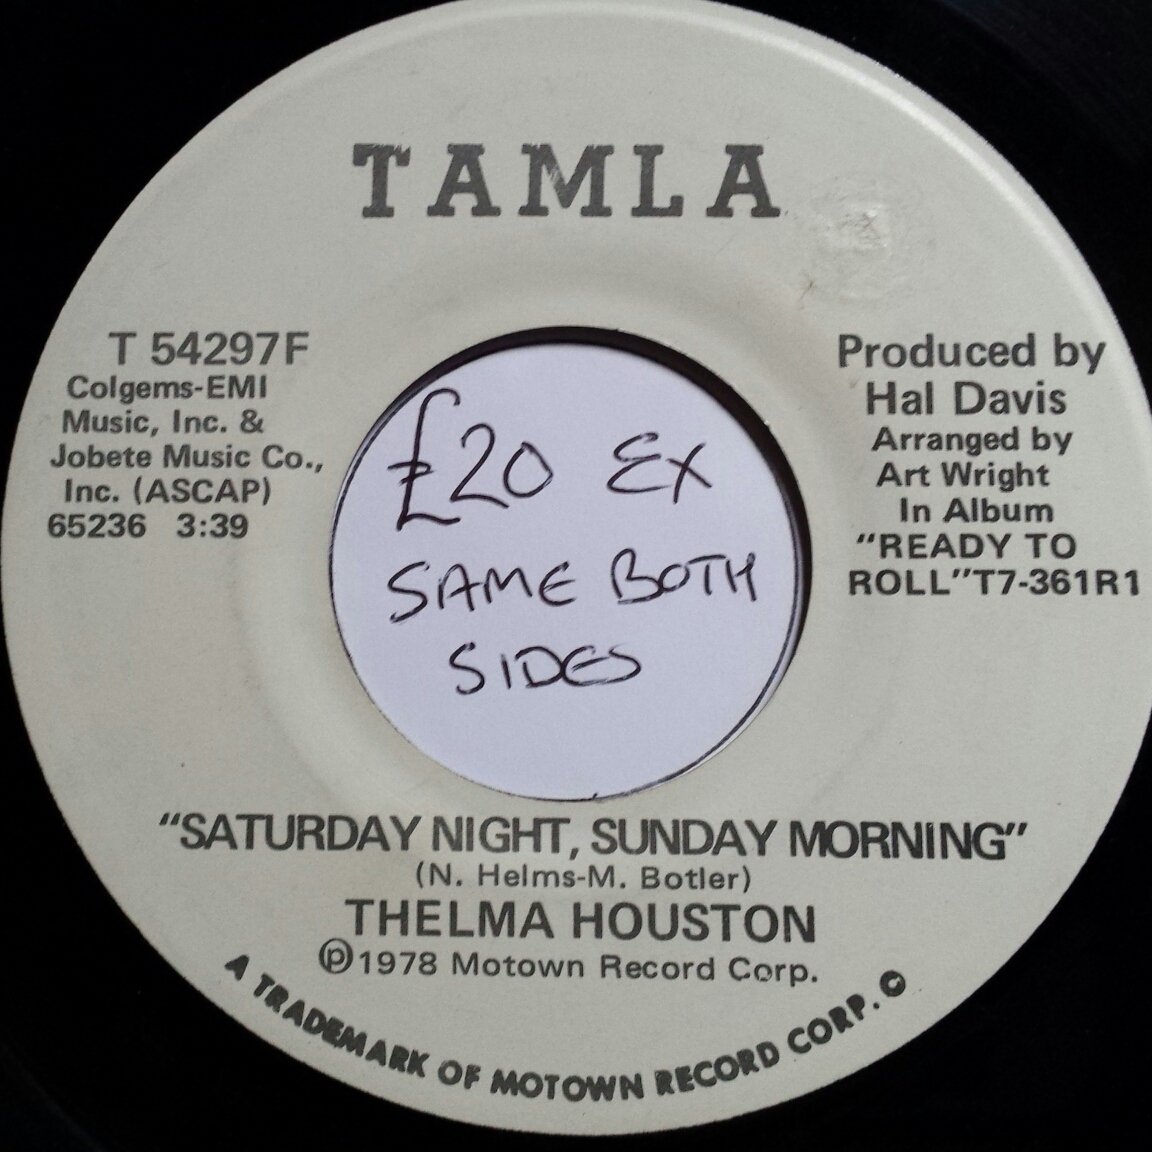 TAMLA
T 54297F
Colgems-EMI
Music, Inc. &
Jobete Music Co.,
Inc. (ASCAP)
65236 3:39
Produced by
Hal Davis
Arranged by
Art Wright
In Album
"READY TO
ROLL"T7-361R1
£20 EX
SAME BOTH
SIDES
"SATURDAY NIGHT, SUNDAY MORNING"
(N. Helms-M. Botler)
THELMA HOUSTON
℗1978 Motown Record Corp.
A TRADEMARK OF MOTOWN RECORD CORP. ©